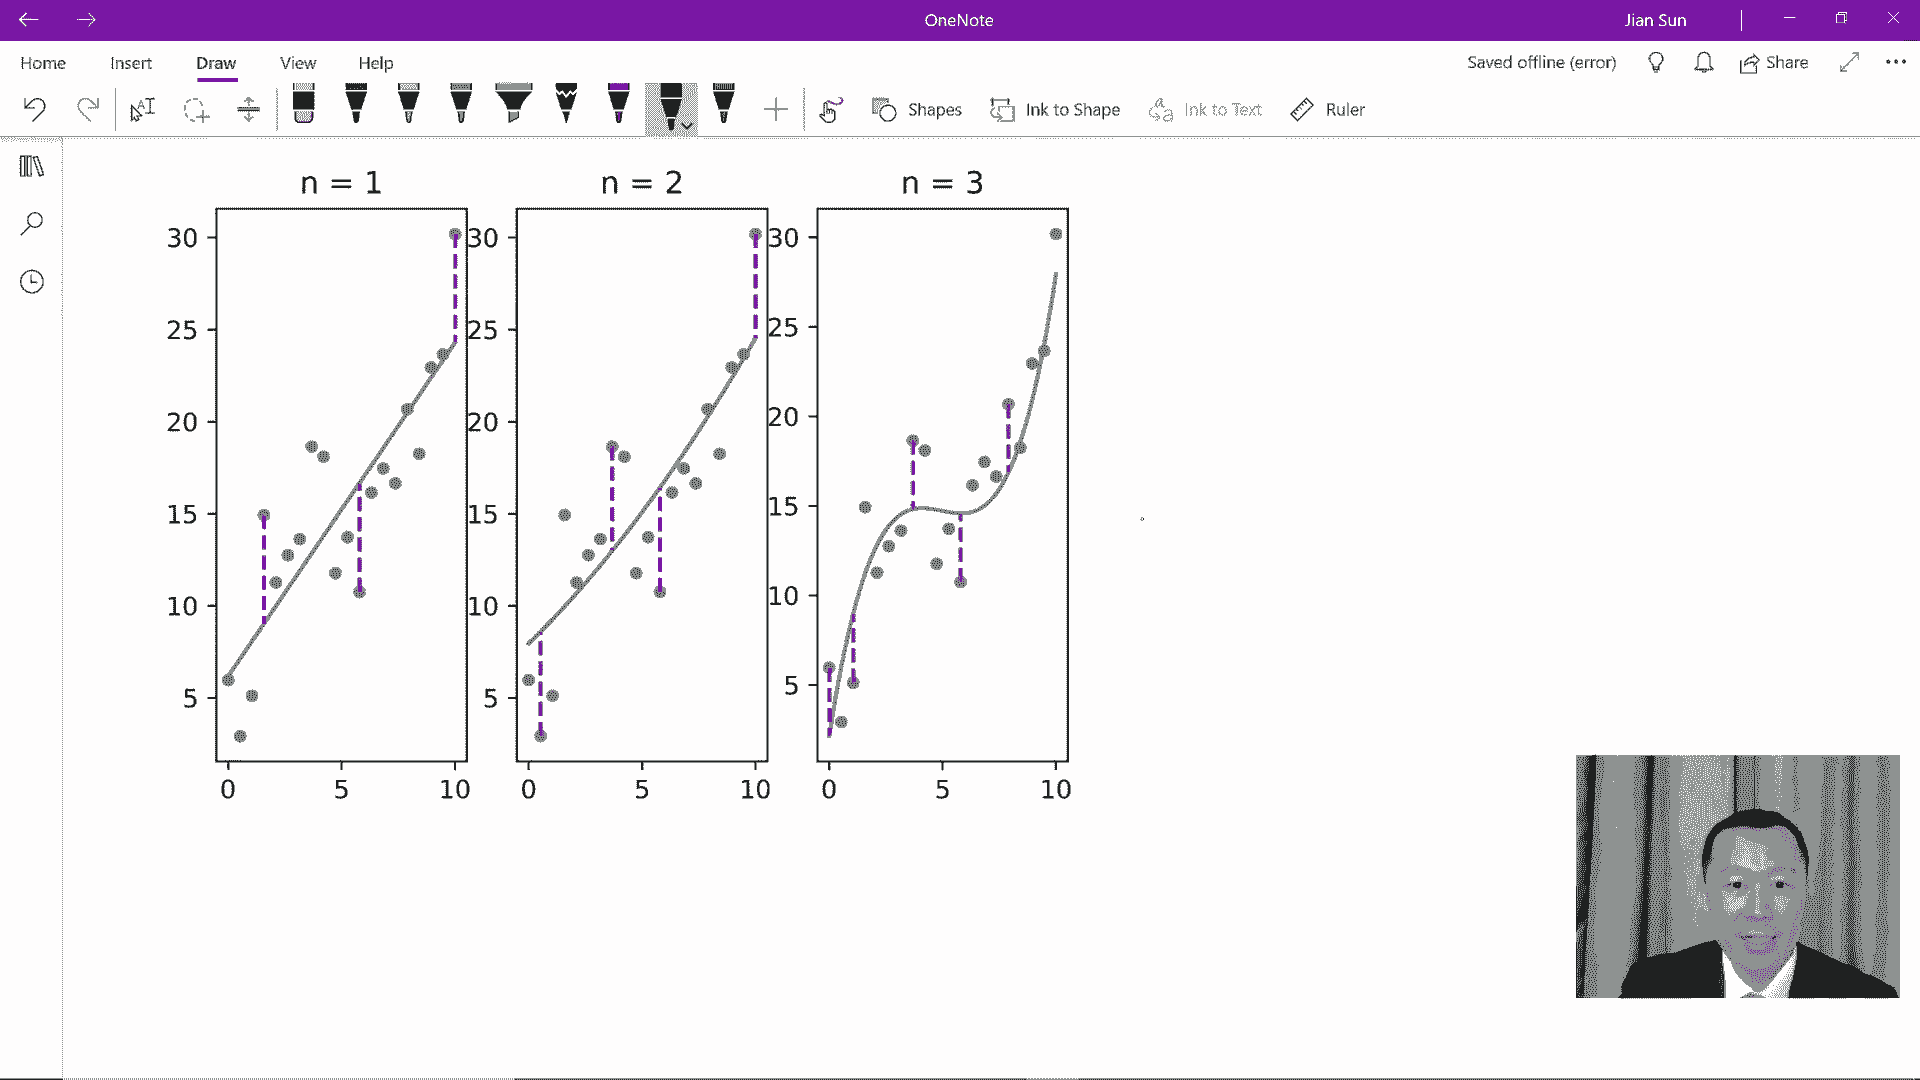 OneNote
Jian Sun
Home Insert Draw View Help
Saved offline (error)
Share
Shapes
Ink to Shape
Ink to Text
Ruler
n = 1
30
25
20
15
10
5
0 5 10
n = 2
30
25
20
15
10
5
0 5 10
n = 3
30
25
20
15
10
5
0 5 10